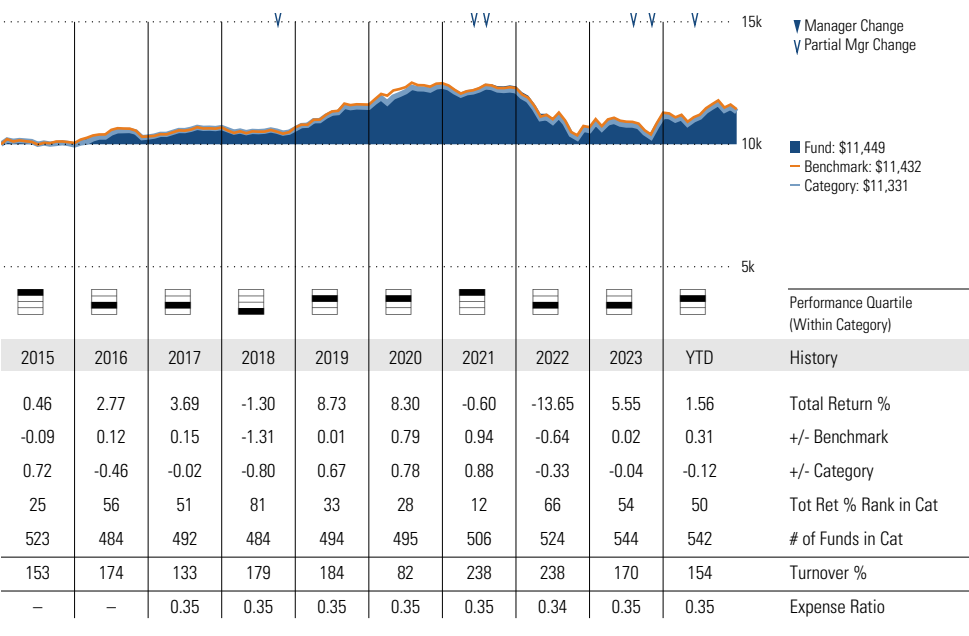 15k
Manager Change
Partial Mgr Change
10k
Fund: $11,449
Benchmark: $11,432
Category: $11,331
5k
Performance Quartile
(Within Category)
2015 2016 2017 2018 2019 2020 2021 2022 2023 YTD History
0.46 2.77 3.69 -1.30 8.73 8.30 -0.60 -13.65 5.55 1.56 Total Return %
-0.09 0.12 0.15 -1.31 0.01 0.79 0.94 -0.64 0.02 0.31 +/- Benchmark
0.72 -0.46 -0.02 -0.80 0.67 0.78 0.88 -0.33 -0.04 -0.12 +/- Category
25 56 51 81 33 28 12 66 54 50 Tot Ret % Rank in Cat
523 484 492 484 494 495 506 524 544 542 # of Funds in Cat
153 174 133 179 184 82 238 238 170 154 Turnover %
– – 0.35 0.35 0.35 0.35 0.35 0.34 0.35 0.35 Expense Ratio